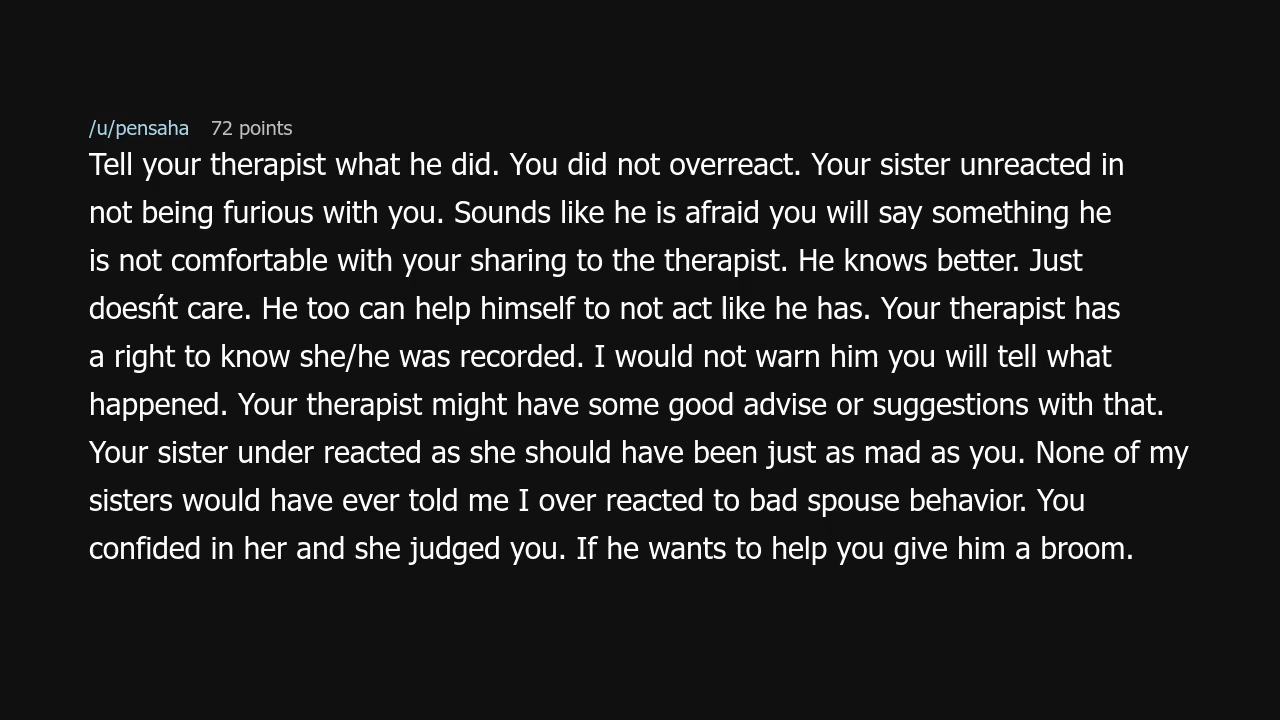 /u/pensaha 72 points
Tell your therapist what he did. You did not overreact. Your sister unreacted in
not being furious with you. Sounds like he is afraid you will say something he
is not comfortable with your sharing to the therapist. He knows better. Just
doesńt care. He too can help himself to not act like he has. Your therapist has
a right to know she/he was recorded. I would not warn him you will tell what
happened. Your therapist might have some good advise or suggestions with that.
Your sister under reacted as she should have been just as mad as you. None of my
sisters would have ever told me I over reacted to bad spouse behavior. You
confided in her and she judged you. If he wants to help you give him a broom.